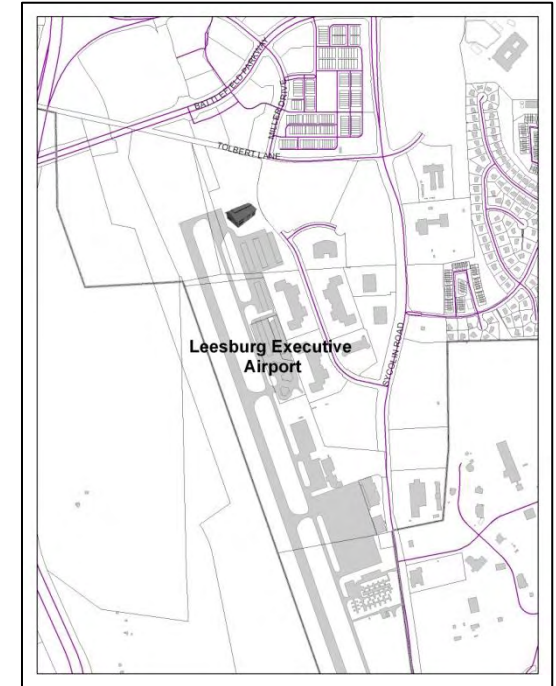 BATTLEFIELD PARKWAY
MILLER DRIVE
TOLBERT LANE
Leesburg Executive
Airport
SYCOLIN ROAD